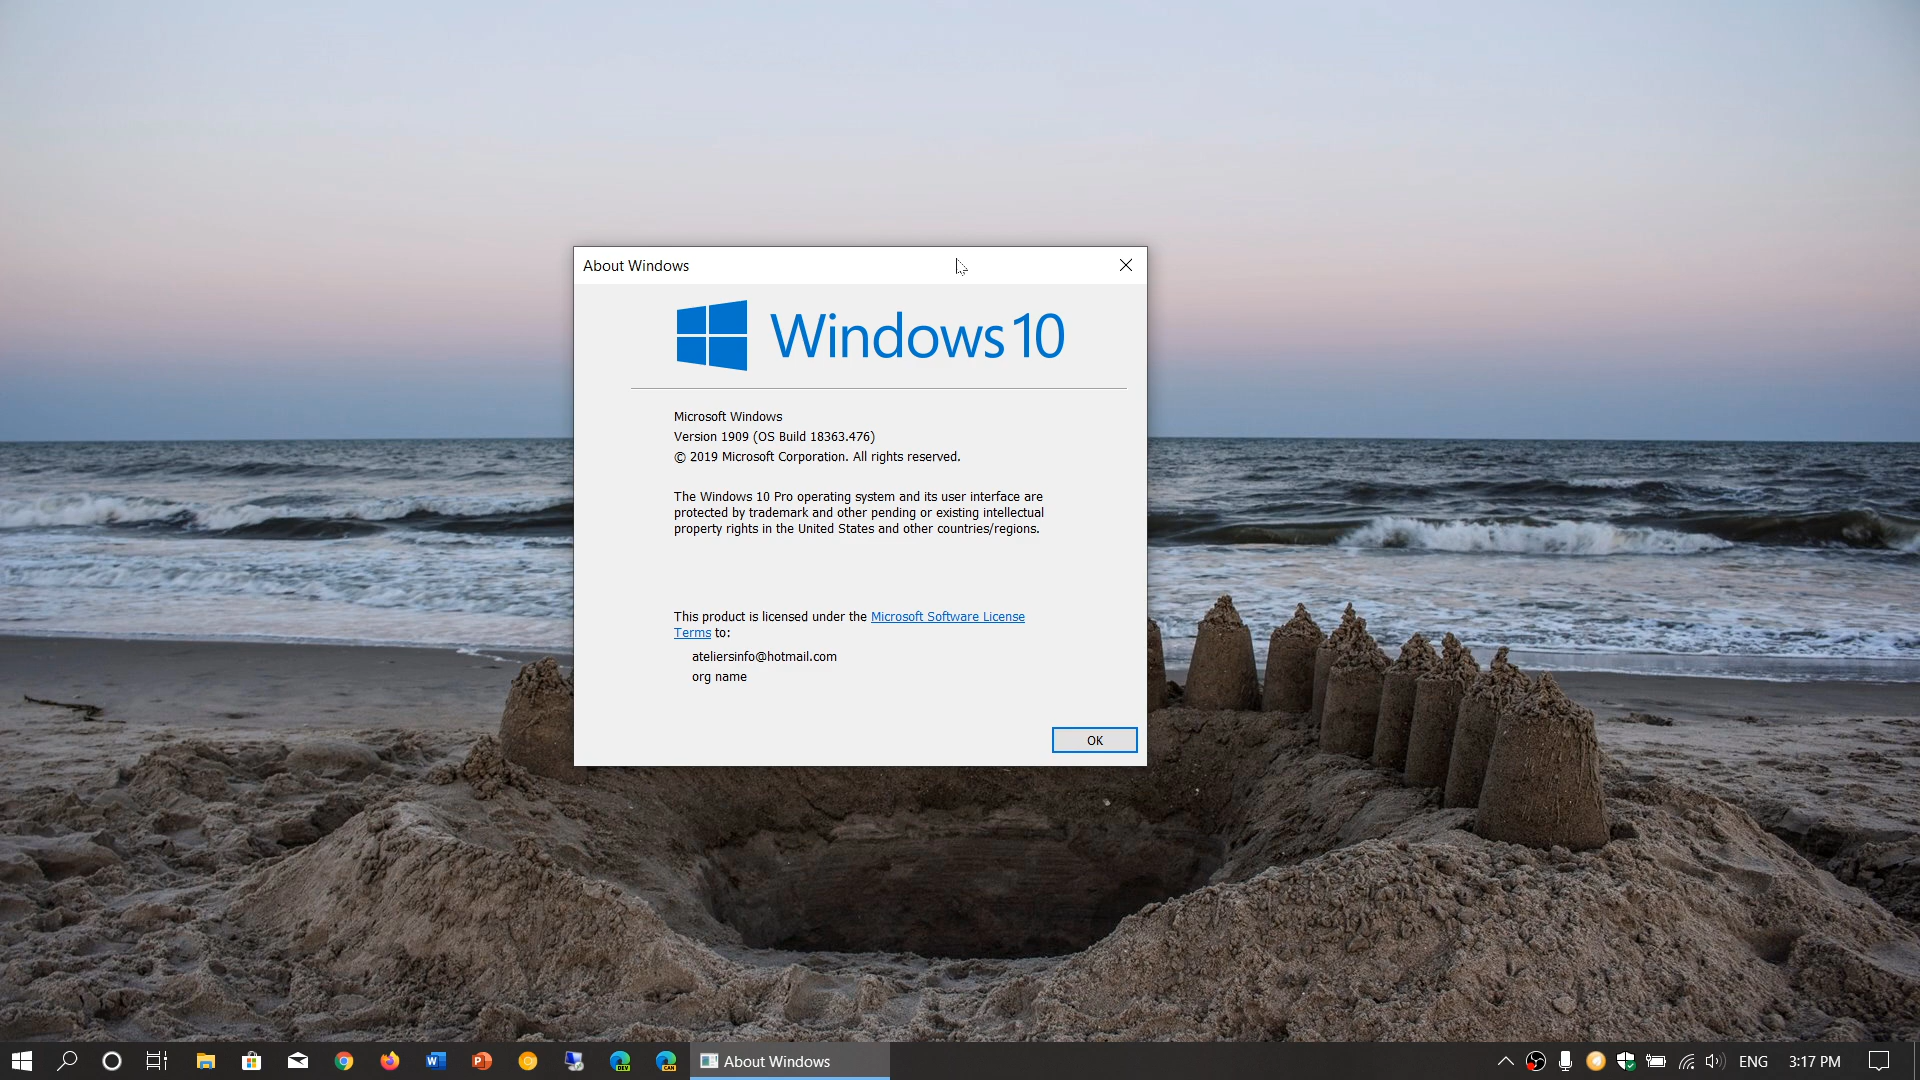 About Windows
Windows 10
Microsoft Windows
Version 1909 (OS Build 18363.476)
© 2019 Microsoft Corporation. All rights reserved.
The Windows 10 Pro operating system and its user interface are
protected by trademark and other pending or existing intellectual
property rights in the United States and other countries/regions.
This product is licensed under the Microsoft Software License
Terms to:
ateliersinfo@hotmail.com
org name
OK
W
P
DEV
CAN
About Windows
ENG
3:17 PM